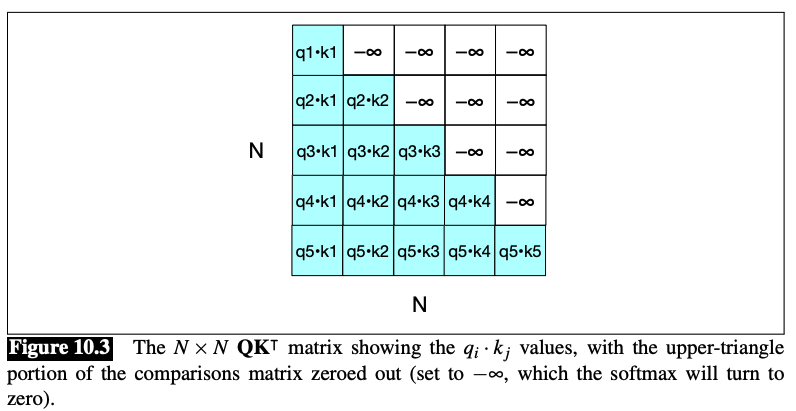 q1•k1 −∞ −∞ −∞ −∞
q2•k1 q2•k2 −∞ −∞ −∞
N q3•k1 q3•k2 q3•k3 −∞ −∞
q4•k1 q4•k2 q4•k3 q4•k4 −∞
q5•k1 q5•k2 q5•k3 q5•k4 q5•k5
N
Figure 10.3 The N × N QK⊺ matrix showing the qᵢ · kⱼ values, with the upper-triangle
portion of the comparisons matrix zeroed out (set to −∞, which the softmax will turn to
zero).